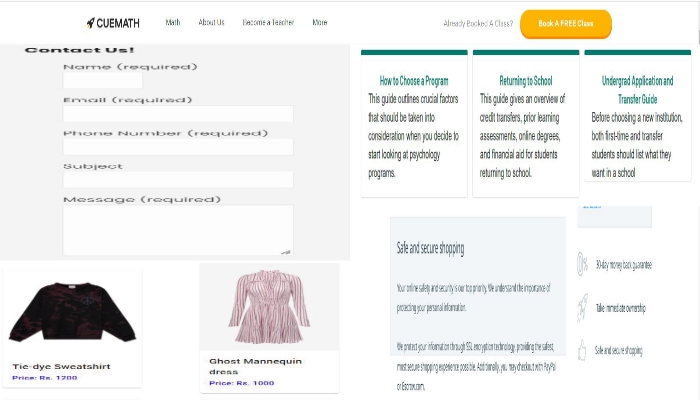 CUEMATH
Math
About Us
Become a Teacher
More
Already Booked A Class?
Book A FREE Class
Contact Us!
Name (required)
Email (required)
Phone Number (required)
Subject
Message (required)
How to Choose a Program
This guide outlines crucial factors
that should be taken into
consideration when you decide to
start looking at psychology
programs.
Returning to School
This guide gives an overview of
credit transfers, prior learning
assessments, online degrees,
and financial aid for students
returning to school.
Undergrad Application and
Transfer Guide
Before choosing a new institution,
both first-time and transfer
students should list what they
want in a school
Safe and secure shopping
Your online safety and security is our top priority. We understand the importance of
protecting your personal information.
We protect your information through SSL encryption technology, providing the safest,
most secure shopping experience possible. Additionally, you may checkout with PayPal
or Escrow.com.
30-day money back guarantee
Take immediate ownership
Safe and secure shopping
Tie-dye Sweatshirt
Price: Rs. 1200
Ghost Mannequin
dress
Price: Rs. 1000